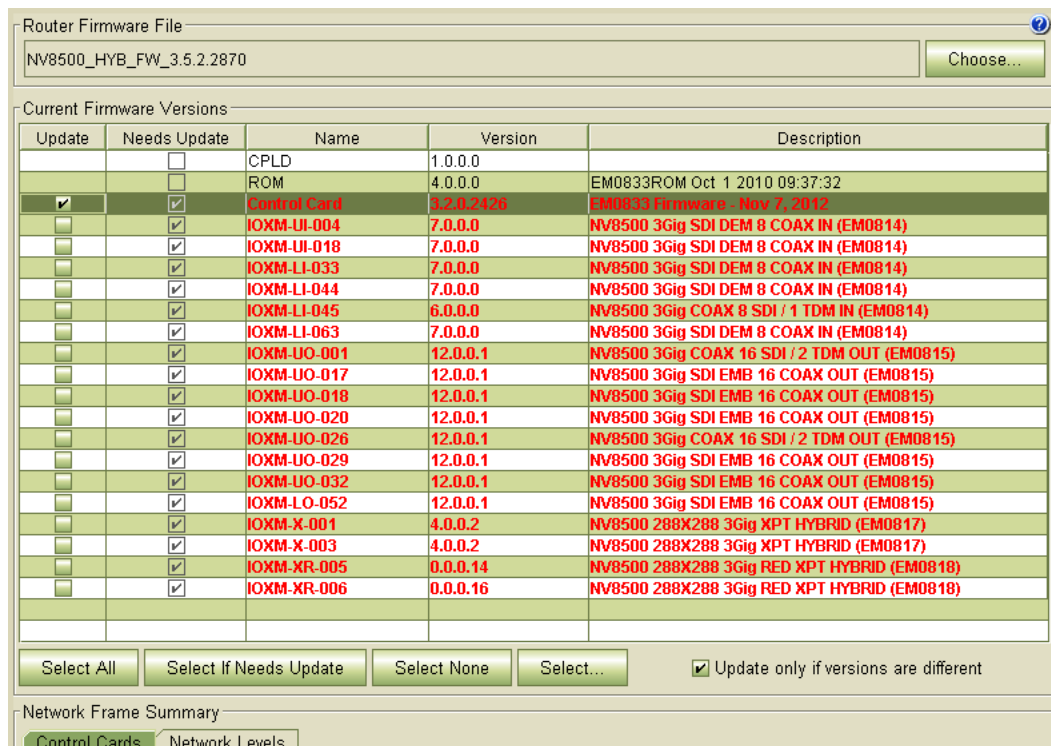 Router Firmware File
?
NV8500_HYB_FW_3.5.2.2870 Choose...
Current Firmware Versions
Update Needs Update Name Version Description
CPLD 1.0.0.0
ROM 4.0.0.0 EM0833ROM Oct 1 2010 09:37:32
Control Card 3.2.0.2426 EM0833 Firmware - Nov 7, 2012
IOXM-UI-004 7.0.0.0 NV8500 3Gig SDI DEM 8 COAX IN (EM0814)
IOXM-UI-018 7.0.0.0 NV8500 3Gig SDI DEM 8 COAX IN (EM0814)
IOXM-LI-033 7.0.0.0 NV8500 3Gig SDI DEM 8 COAX IN (EM0814)
IOXM-LI-044 7.0.0.0 NV8500 3Gig SDI DEM 8 COAX IN (EM0814)
IOXM-LI-045 6.0.0.0 NV8500 3Gig COAX 8 SDI / 1 TDM IN (EM0814)
IOXM-LI-063 7.0.0.0 NV8500 3Gig SDI DEM 8 COAX IN (EM0814)
IOXM-UO-001 12.0.0.1 NV8500 3Gig COAX 16 SDI / 2 TDM OUT (EM0815)
IOXM-UO-017 12.0.0.1 NV8500 3Gig SDI EMB 16 COAX OUT (EM0815)
IOXM-UO-018 12.0.0.1 NV8500 3Gig SDI EMB 16 COAX OUT (EM0815)
IOXM-UO-020 12.0.0.1 NV8500 3Gig SDI EMB 16 COAX OUT (EM0815)
IOXM-UO-026 12.0.0.1 NV8500 3Gig COAX 16 SDI / 2 TDM OUT (EM0815)
IOXM-UO-029 12.0.0.1 NV8500 3Gig SDI EMB 16 COAX OUT (EM0815)
IOXM-UO-032 12.0.0.1 NV8500 3Gig SDI EMB 16 COAX OUT (EM0815)
IOXM-LO-052 12.0.0.1 NV8500 3Gig SDI EMB 16 COAX OUT (EM0815)
IOXM-X-001 4.0.0.2 NV8500 288X288 3Gig XPT HYBRID (EM0817)
IOXM-X-003 4.0.0.2 NV8500 288X288 3Gig XPT HYBRID (EM0817)
IOXM-XR-005 0.0.0.14 NV8500 288X288 3Gig RED XPT HYBRID (EM0818)
IOXM-XR-006 0.0.0.16 NV8500 288X288 3Gig RED XPT HYBRID (EM0818)
Select All Select If Needs Update Select None Select... Update only if versions are different
Network Frame Summary
Control Cards Network Levels